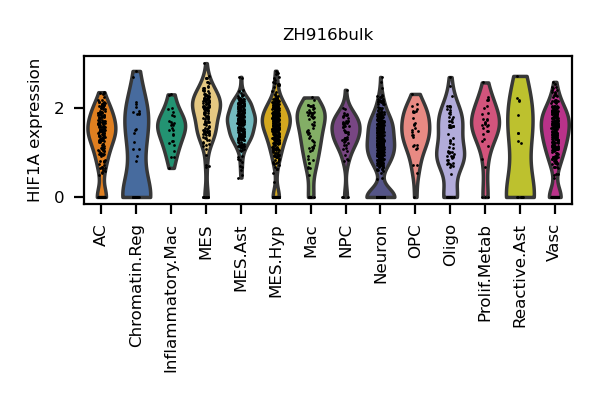 ZH916bulk
HIF1A expression
2
0
AC
Chromatin.Reg
Inflammatory.Mac
MES
MES.Ast
MES.Hyp
Mac
NPC
Neuron
OPC
Oligo
Prolif.Metab
Reactive.Ast
Vasc